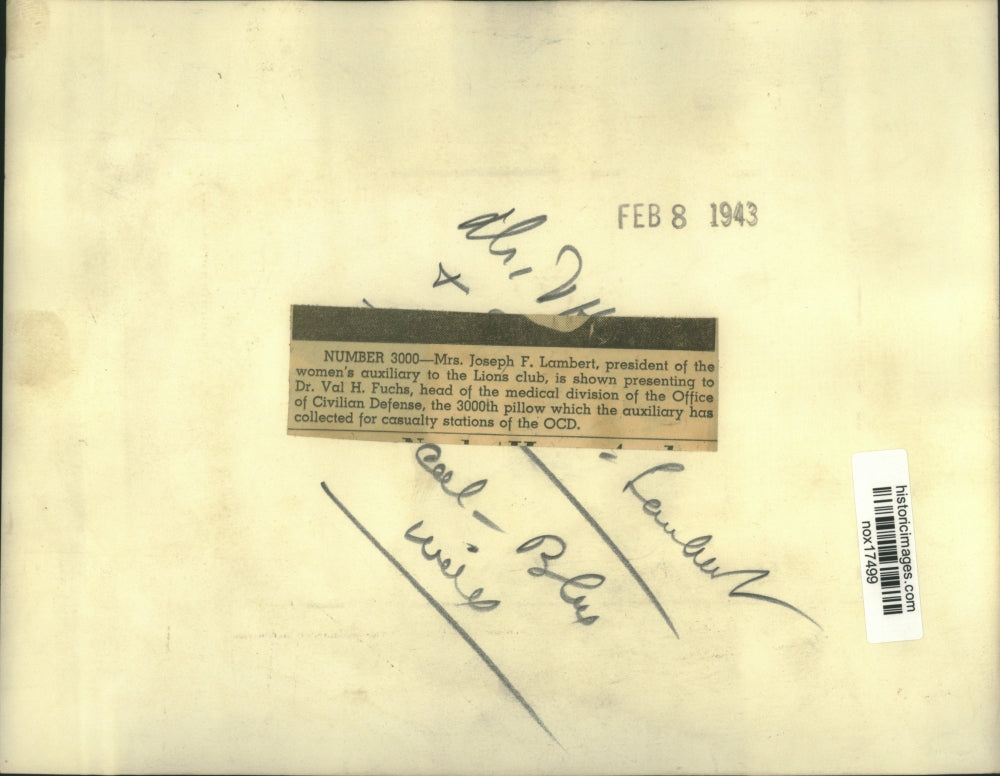 FEB 8 1943
NUMBER 3000—Mrs. Joseph F. Lambert, president of the
women's auxiliary to the Lions club, is shown presenting to
Dr. Val H. Fuchs, head of the medical division of the Office
of Civilian Defense, the 3000th pillow which the auxiliary has
collected for casualty stations of the OCD.
Lambert
Blue
historicimages.com
nox17499